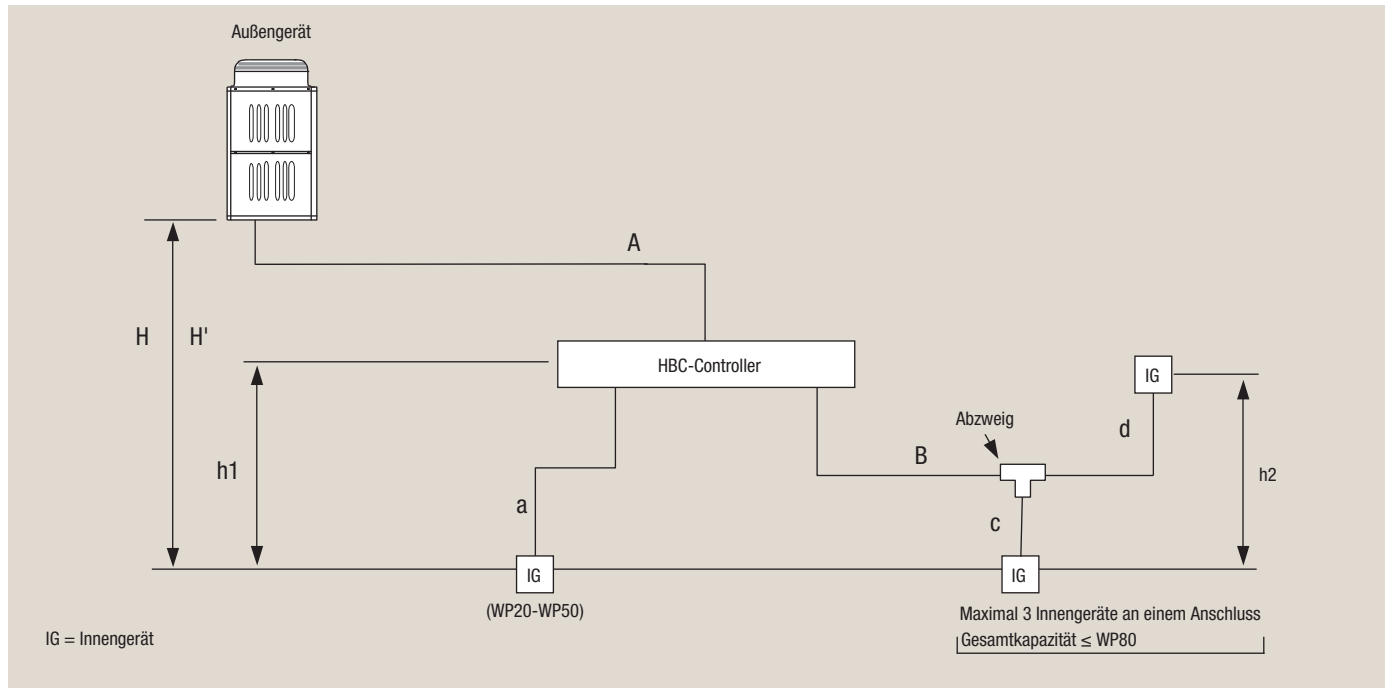 Außengerät
A
H
H'
HBC-Controller
IG
Abzweig
d
B
h1
h2
a
c
IG
IG
(WP20-WP50)
Maximal 3 Innengeräte an einem Anschluss
IG = Innengerät
Gesamtkapazität ≤ WP80